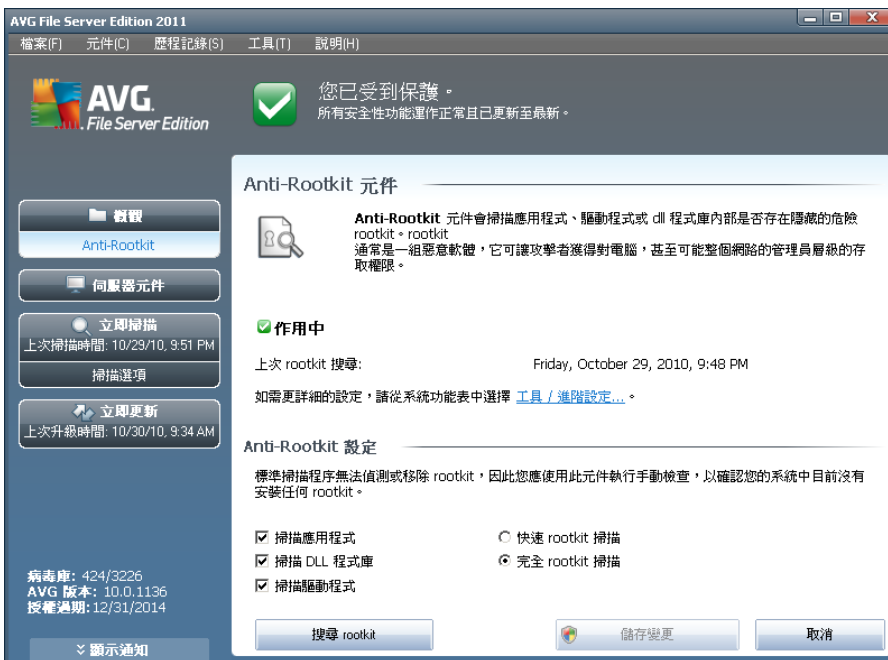 AVG File Server Edition 2011
檔案(F) 元件(C) 歷程記錄(S) 工具(T) 說明(H)
AVG.
File Server Edition
您已受到保護。
所有安全性功能運作正常且已更新至最新。
概觀
Anti-Rootkit
伺服器元件
立即掃描
上次掃描時間: 10/29/10, 9:51 PM
掃描選項
立即更新
上次升級時間: 10/30/10, 9:34 AM
病毒庫: 424/3226
AVG 版本: 10.0.1136
授權過期:12/31/2014
顯示通知
Anti-Rootkit 元件
Anti-Rootkit 元件會掃描應用程式、驅動程式或 dll 程式庫內部是否存在隱藏的危險
rootkit。rootkit
通常是一組惡意軟體，它可讓攻擊者獲得對電腦，甚至可能整個網路的管理員層級的存
取權限。
作用中
上次 rootkit 搜尋: Friday, October 29, 2010, 9:48 PM
如需更詳細的設定，請從系統功能表中選擇 工具 / 進階設定...。
Anti-Rootkit 設定
標準掃描程序無法偵測或移除 rootkit，因此您應使用此元件執行手動檢查，以確認您的系統中目前沒有
安裝任何 rootkit。
掃描應用程式 快速 rootkit 掃描
掃描 DLL 程式庫 完全 rootkit 掃描
掃描驅動程式
搜尋 rootkit 儲存變更 取消